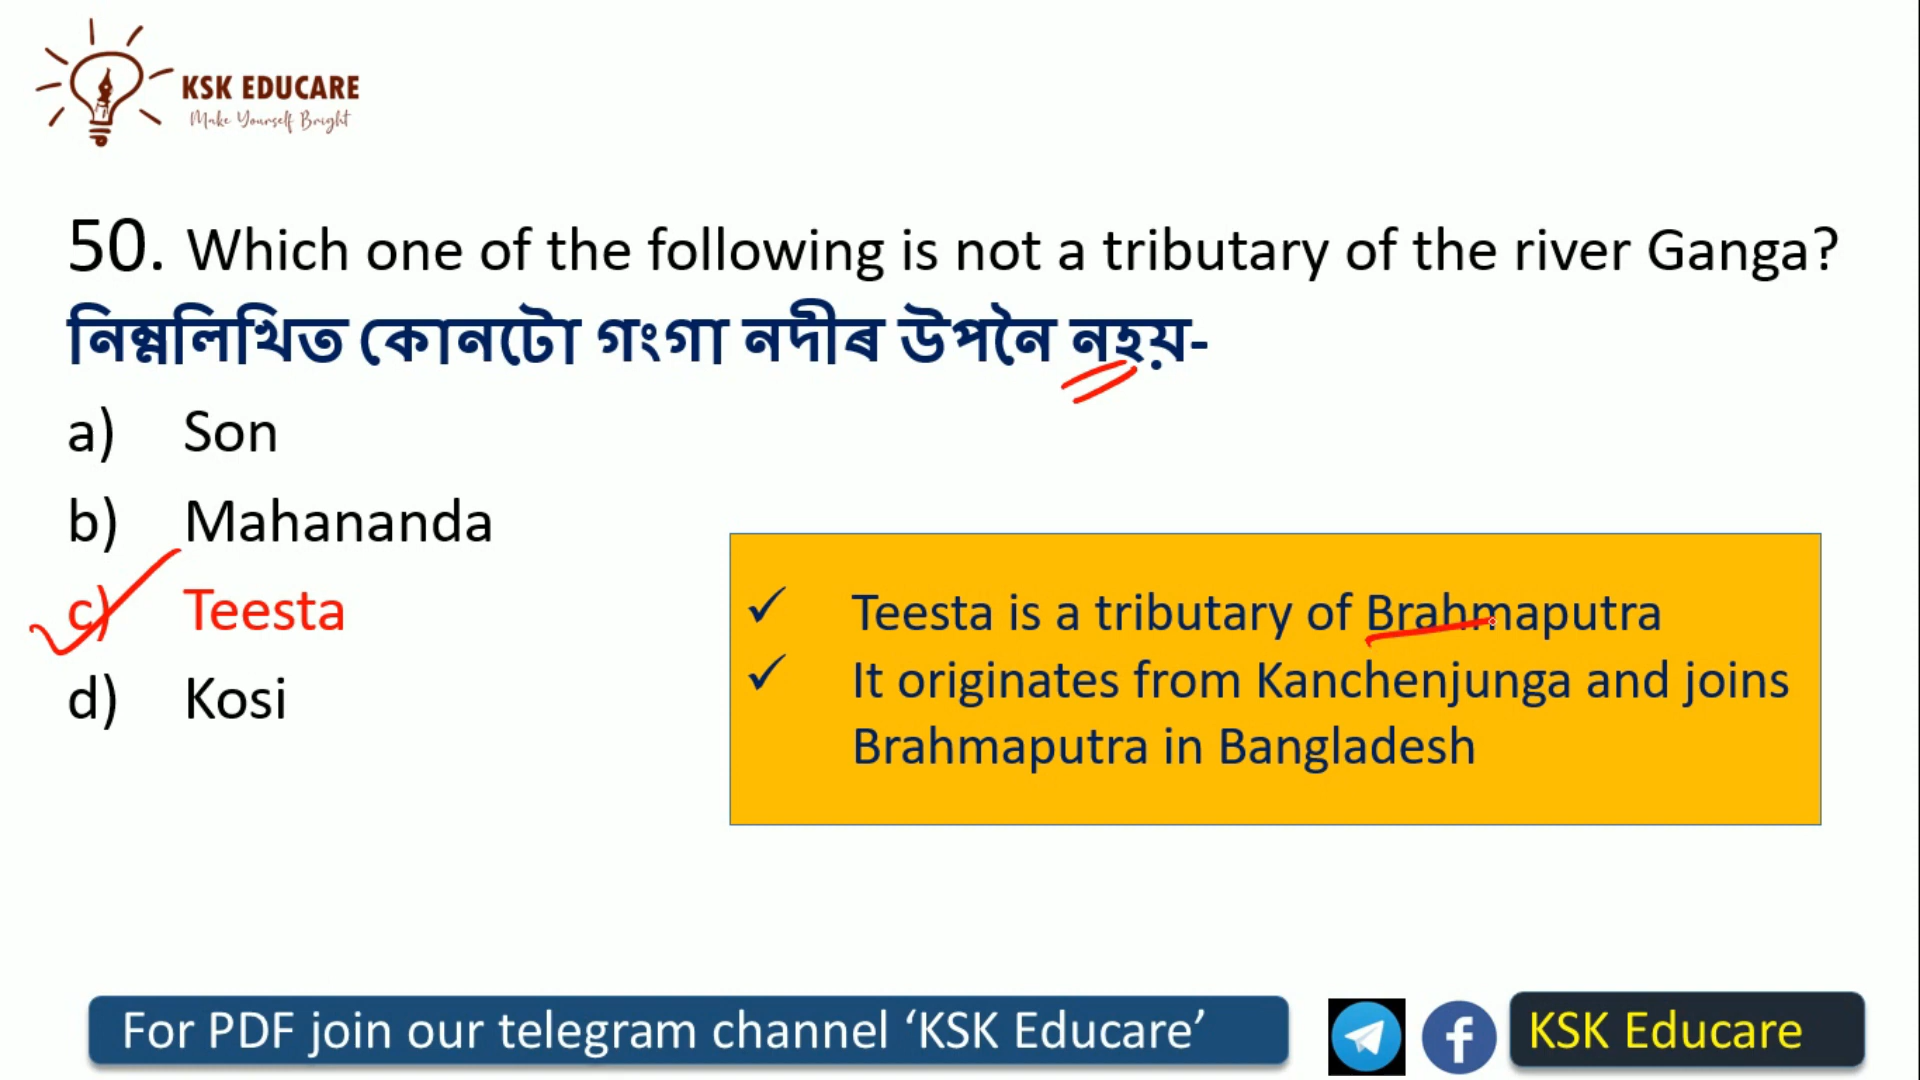 KSK EDUCARE
Make Yourself Bright
50. Which one of the following is not a tributary of the river Ganga?
নিম্নলিখিত কোনটো গংগা নদীৰ উপনৈ নহয়-
a) Son
b) Mahananda
c) Teesta
d) Kosi
✓ Teesta is a tributary of Brahmaputra
✓ It originates from Kanchenjunga and joins
Brahmaputra in Bangladesh
For PDF join our telegram channel ‘KSK Educare’
KSK Educare